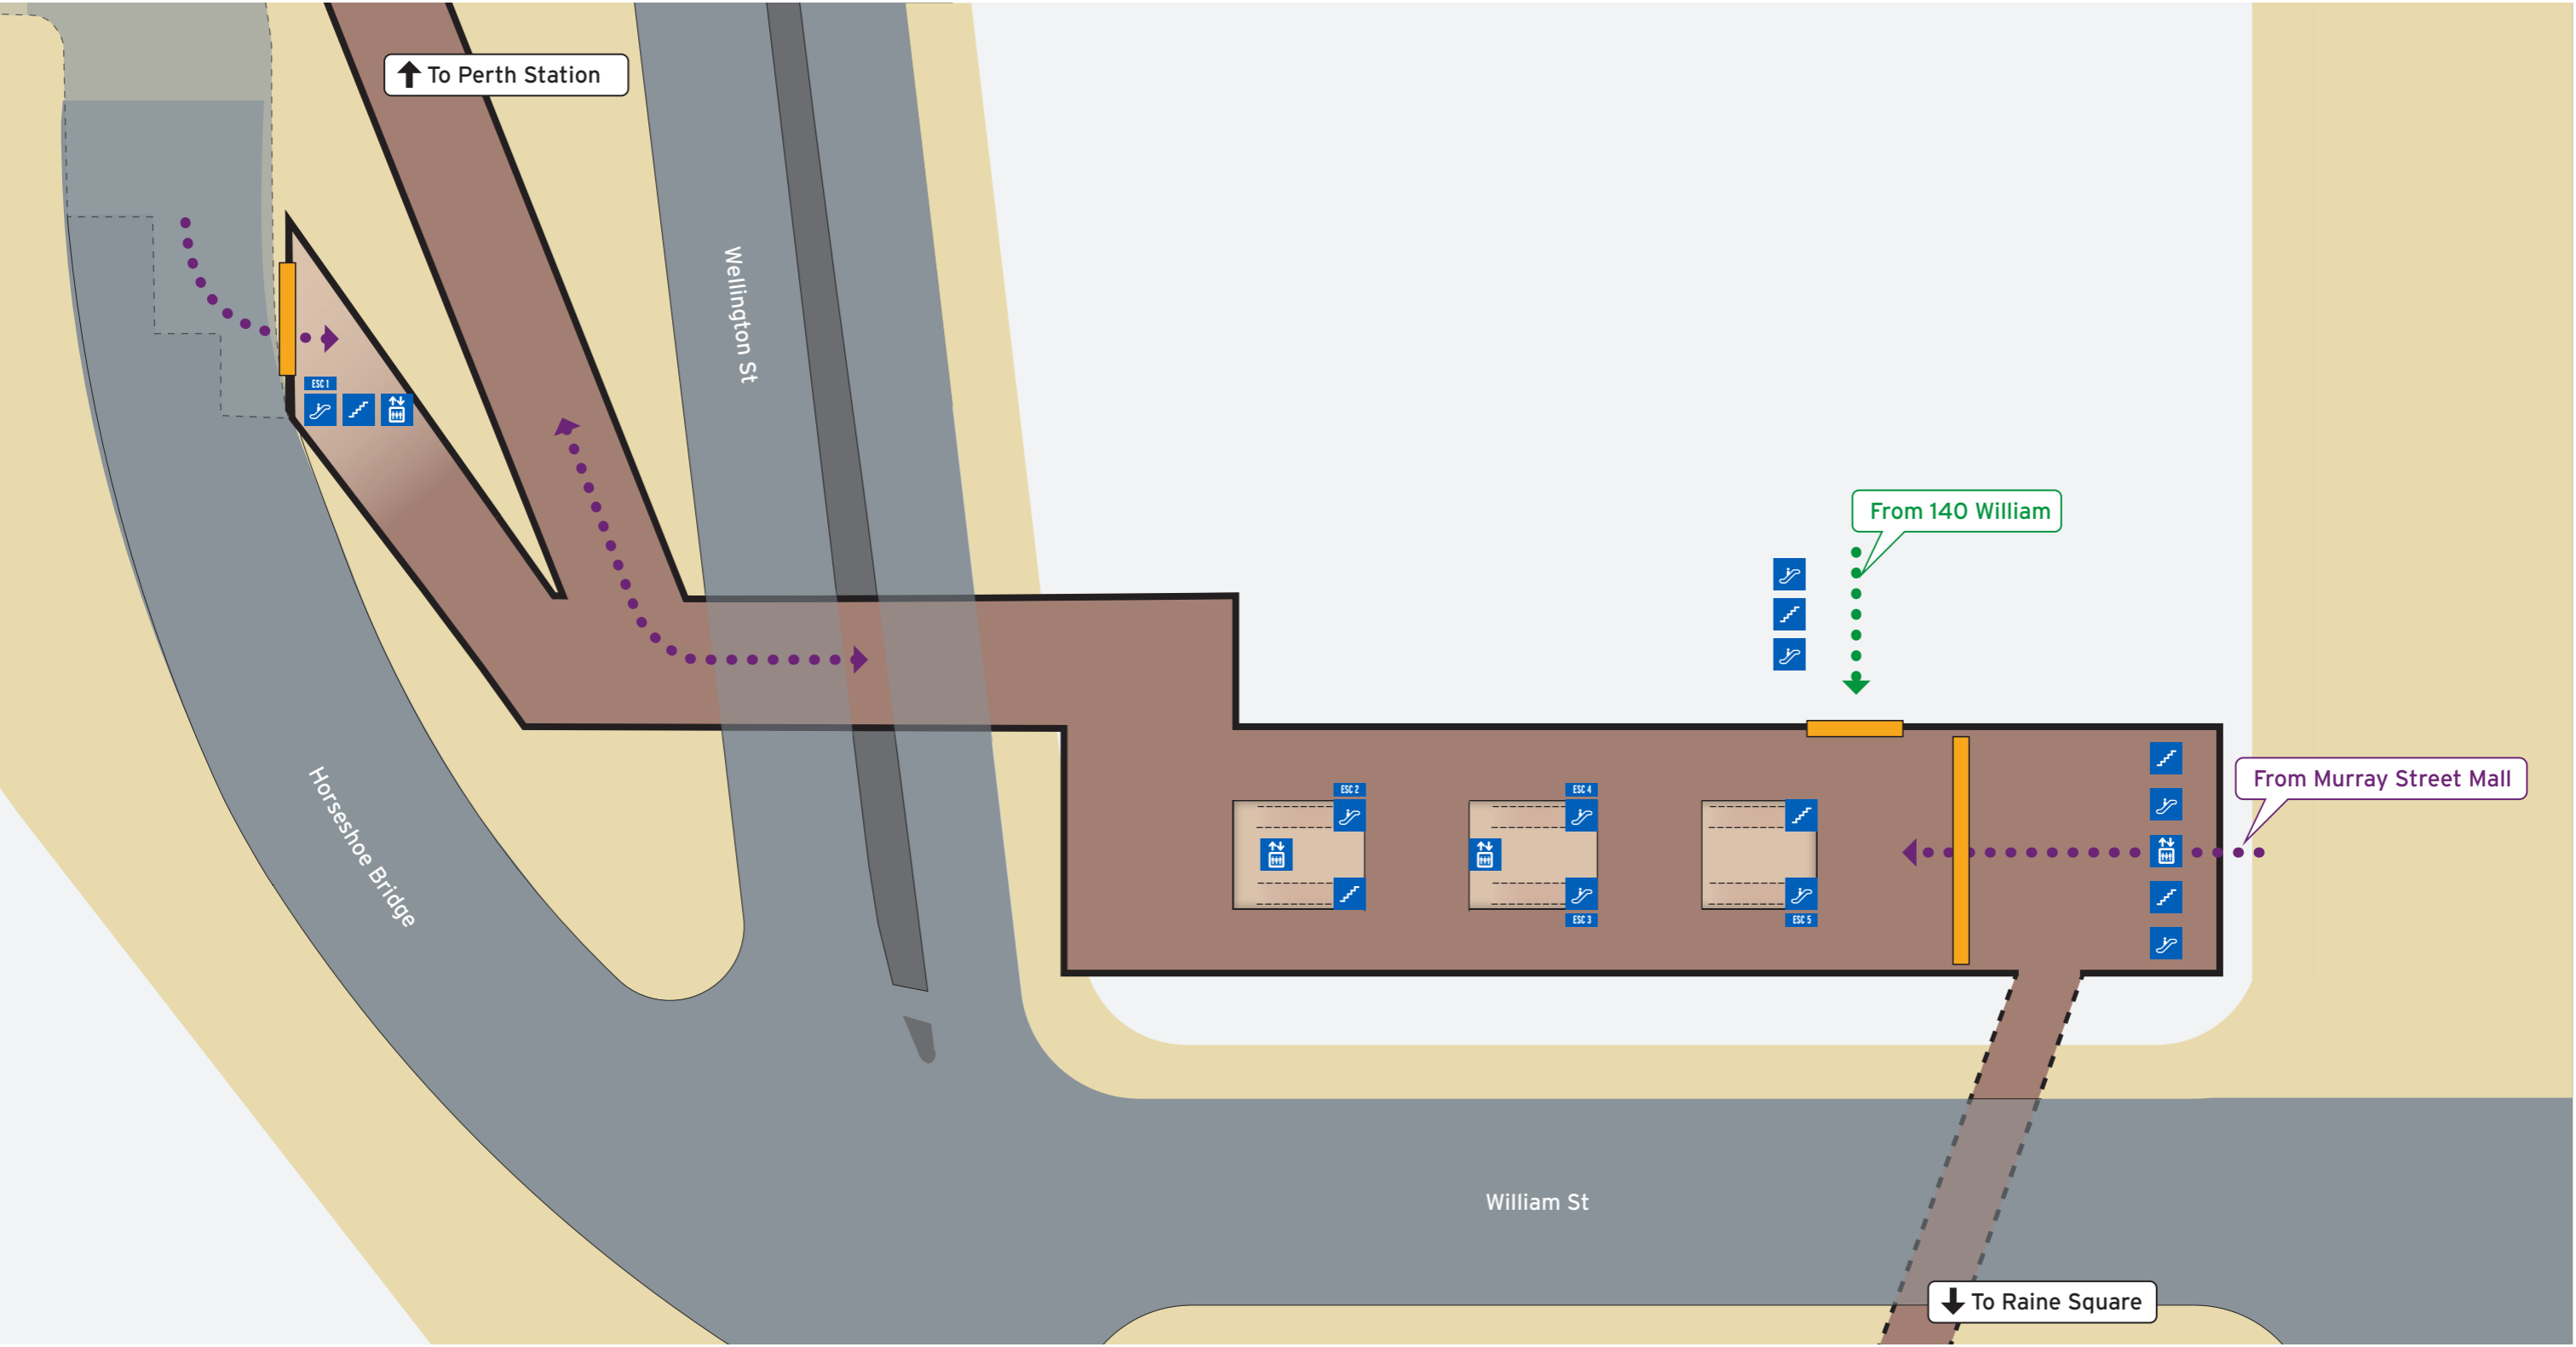 To Perth Station
Wellington St
ESC 1
From 140 William
From Murray Street Mall
ESC 2
ESC 4
ESC 3
ESC 5
Horseshoe Bridge
William St
To Raine Square